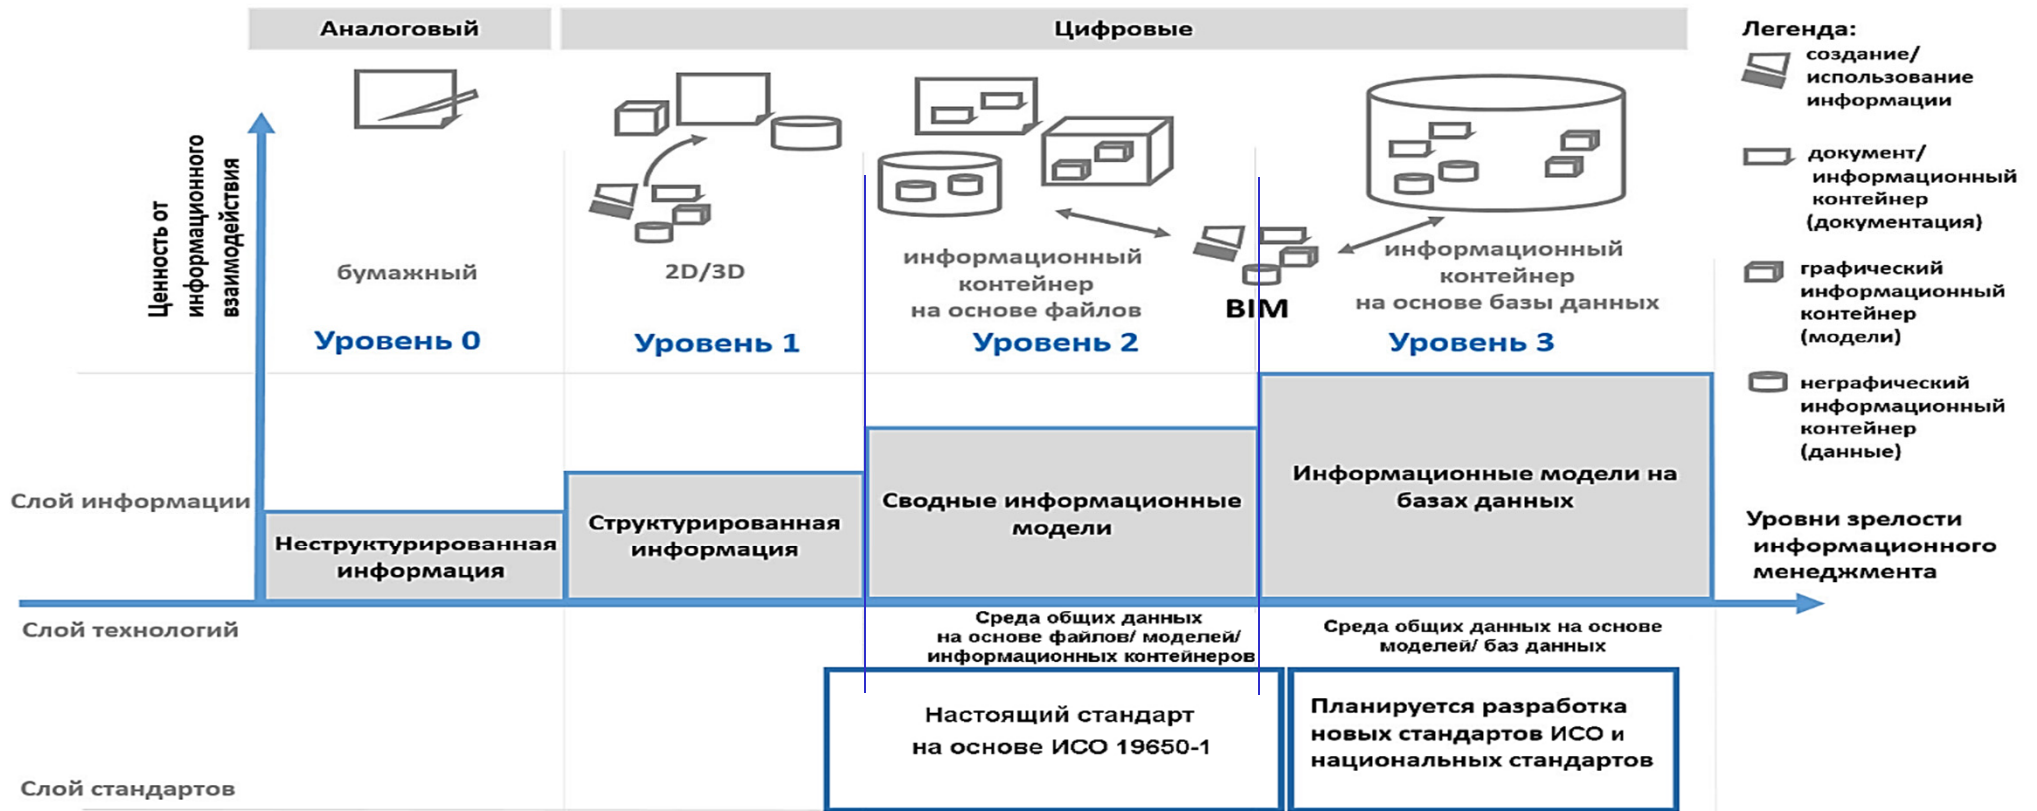 Аналоговый
Цифровые
Легенда:
создание/
использование
информации
документ/
информационный
контейнер
(документация)
графический
информационный
контейнер
(модели)
неграфический
информационный
контейнер
(данные)
Ценность от
информационного
взаимодействия
бумажный
Уровень 0
2D/3D
Уровень 1
информационный
контейнер
на основе файлов
Уровень 2
BIM
информационный
контейнер
на основе базы данных
Уровень 3
Слой информации
Неструктурированная
информация
Структурированная
информация
Сводные информационные
модели
Информационные модели на
базах данных
Уровни зрелости
информационного
менеджмента
Слой технологий
Среда общих данных
на основе файлов/ моделей/
информационных контейнеров
Среда общих данных на основе
моделей/ баз данных
Слой стандартов
Настоящий стандарт
на основе ИСО 19650-1
Планируется разработка
новых стандартов ИСО и
национальных стандартов